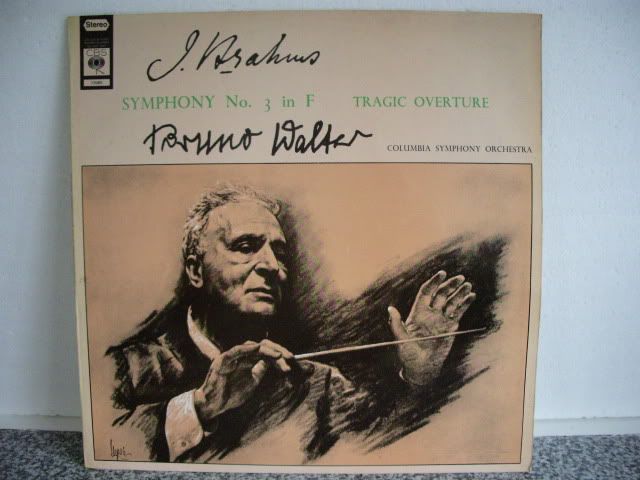 Stereo
CBS
J. Brahms
SYMPHONY No. 3 in F TRAGIC OVERTURE
Bruno Walter
COLUMBIA SYMPHONY ORCHESTRA